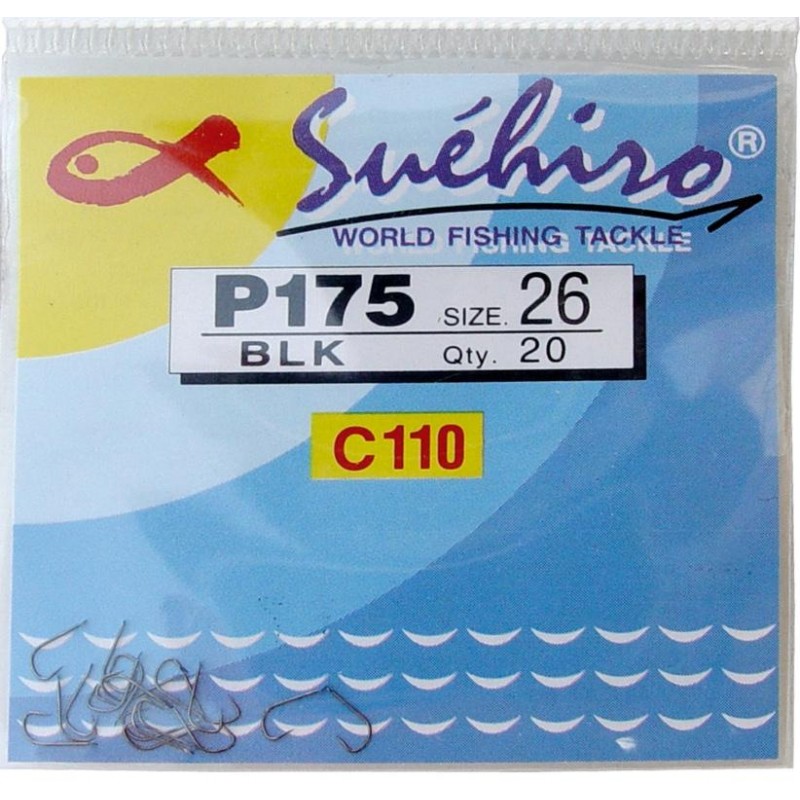 Suéhiro®
WORLD FISHING TACKLE
P175 SIZE. 26
BLK Qty. 20
C110